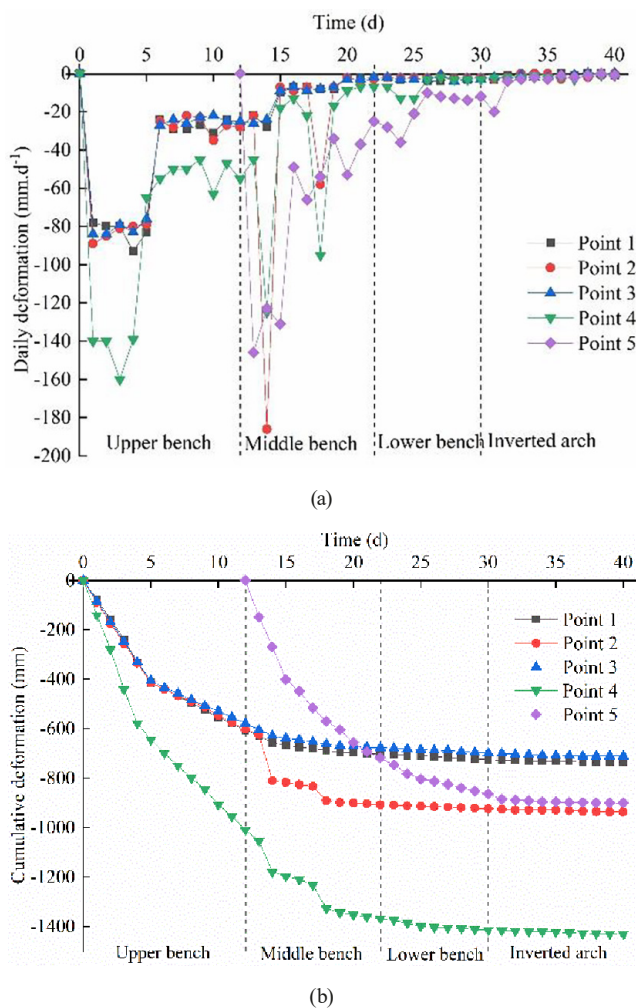 Time (d)
0 5 10 15 20 25 30 35 40
0
-20
-40
-60
-80
-100
-120
-140
-160
-180
-200
Daily deformation (mm.d-1)
Point 1
Point 2
Point 3
Point 4
Point 5
Upper bench Middle bench Lower bench Inverted arch
(a)
Time (d)
0 5 10 15 20 25 30 35 40
0
-200
-400
-600
-800
-1000
-1200
-1400
Cumulative deformation (mm)
Point 1
Point 2
Point 3
Point 4
Point 5
Upper bench Middle bench Lower bench Inverted arch
(b)